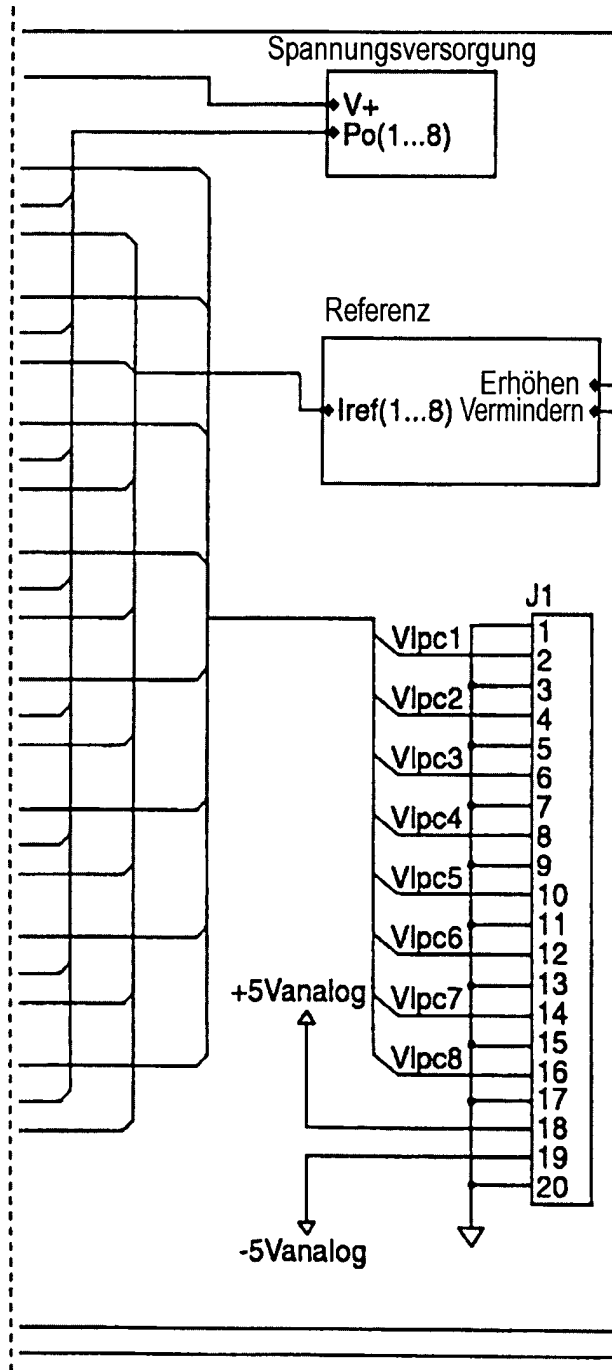 Spannungsversorgung
V+
Po(1...8)
Referenz
Erhöhen
Iref(1...8) Vermindern
J1
1
Vlpc1
2
3
Vlpc2
4
5
Vlpc3
6
7
Vlpc4
8
9
Vlpc5
10
11
Vlpc6
12
13
+5Vanalog
Vlpc7
14
15
Vlpc8
16
17
18
19
20
-5Vanalog